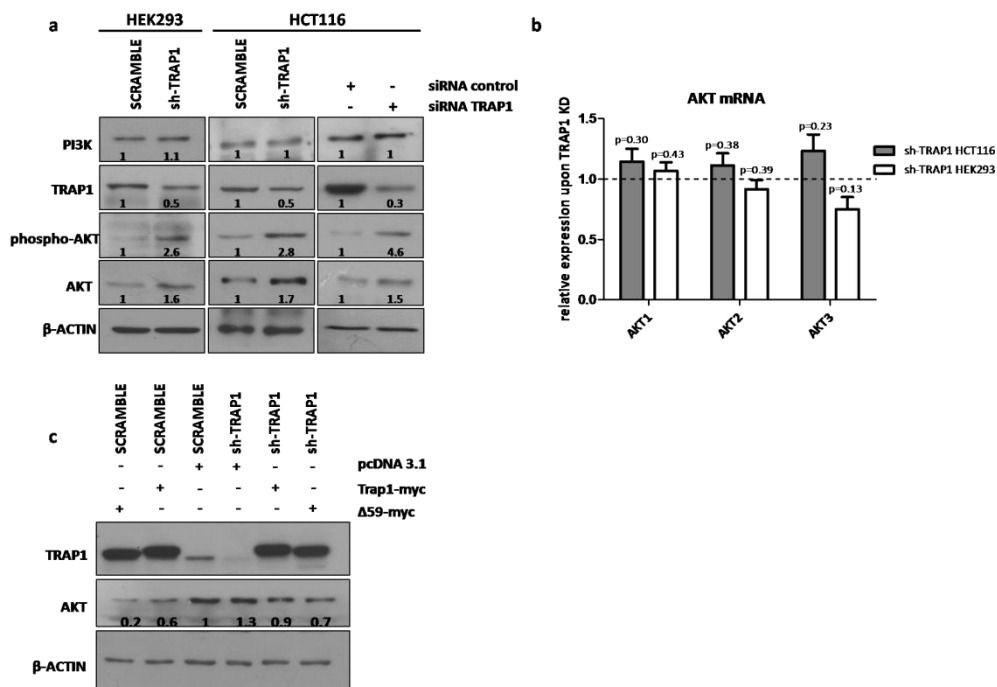 a
HEK293 HCT116
SCRAMBLE sh-TRAP1 SCRAMBLE sh-TRAP1
+ - siRNA control
- + siRNA TRAP1
PI3K 1 1.1 1 1 1 1
TRAP1 1 0.5 1 0.5 1 0.3
phospho-AKT 1 2.6 1 2.8 1 4.6
AKT 1 1.6 1 1.7 1 1.5
β-ACTIN
b
AKT mRNA
relative expression upon TRAP1 KD
1.5
1.0
0.5
0.0
p=0.30 p=0.43 p=0.38 p=0.39 p=0.23 p=0.13
AKT1 AKT2 AKT3
sh-TRAP1 HCT116
sh-TRAP1 HEK293
c
SCRAMBLE SCRAMBLE SCRAMBLE sh-TRAP1 sh-TRAP1 sh-TRAP1
- - + + - - pcDNA 3.1
- + - - + - Trap1-myc
+ - - - - + Δ59-myc
TRAP1
AKT 0.2 0.6 1 1.3 0.9 0.7
β-ACTIN